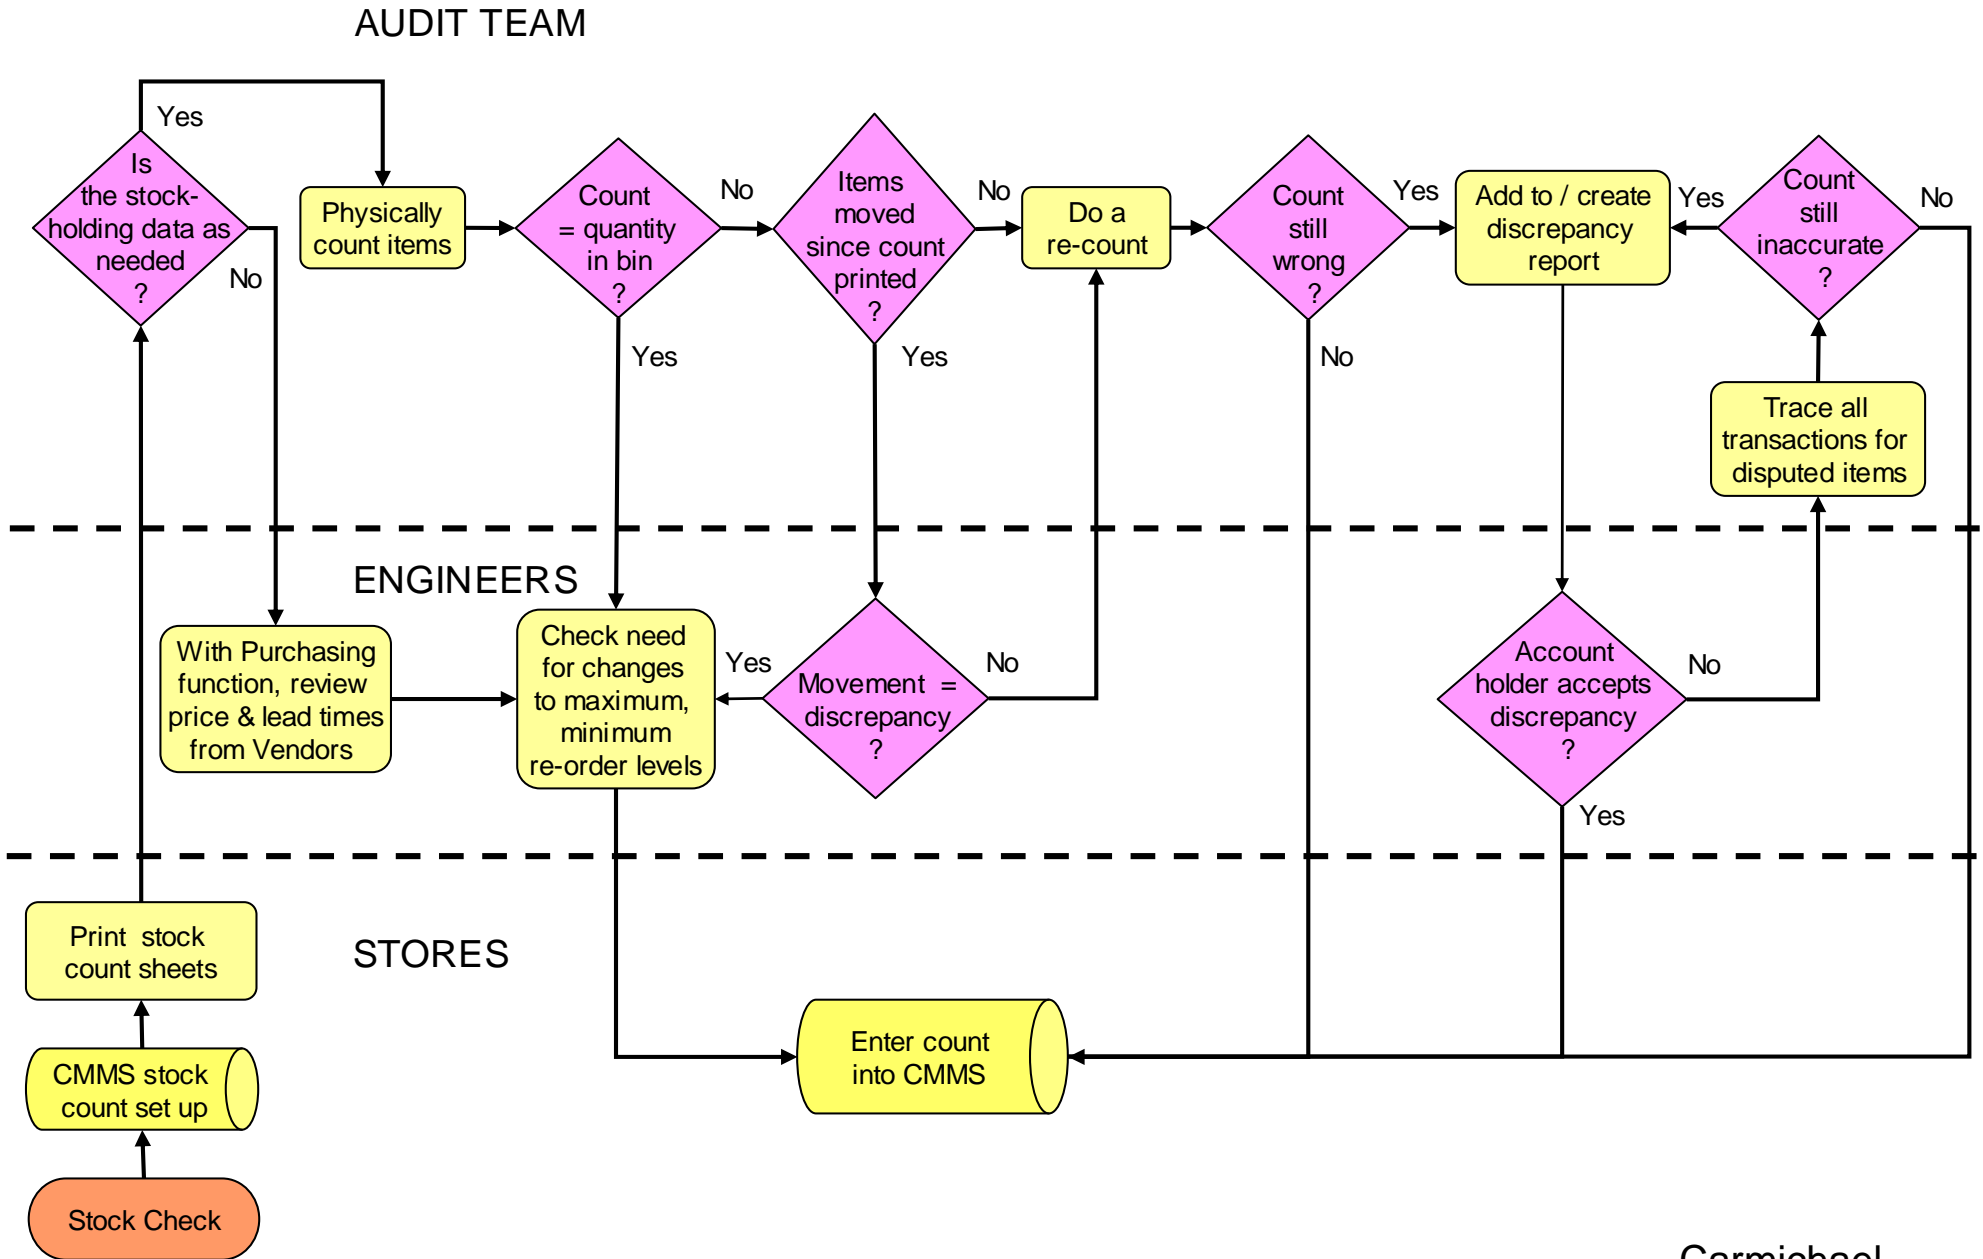 AUDIT TEAM
Yes
Is
the stock-
holding data as
needed
?
No
Physically
count items
Count
= quantity
in bin
?
No
Yes
Items
moved
since count
printed
?
No
Yes
Do a
re-count
Count
still
wrong
?
Yes
No
Add to / create
discrepancy
report
Yes
Count
still
inaccurate
?
No
Trace all
transactions for
disputed items
ENGINEERS
With Purchasing
function, review
price & lead times
from Vendors
Check need
for changes
to maximum,
minimum
re-order levels
Yes
Movement =
discrepancy
?
No
Account
holder accepts
discrepancy
?
No
Yes
Print stock
count sheets
STORES
Enter count
into CMMS
CMMS stock
count set up
Stock Check
Carmichael